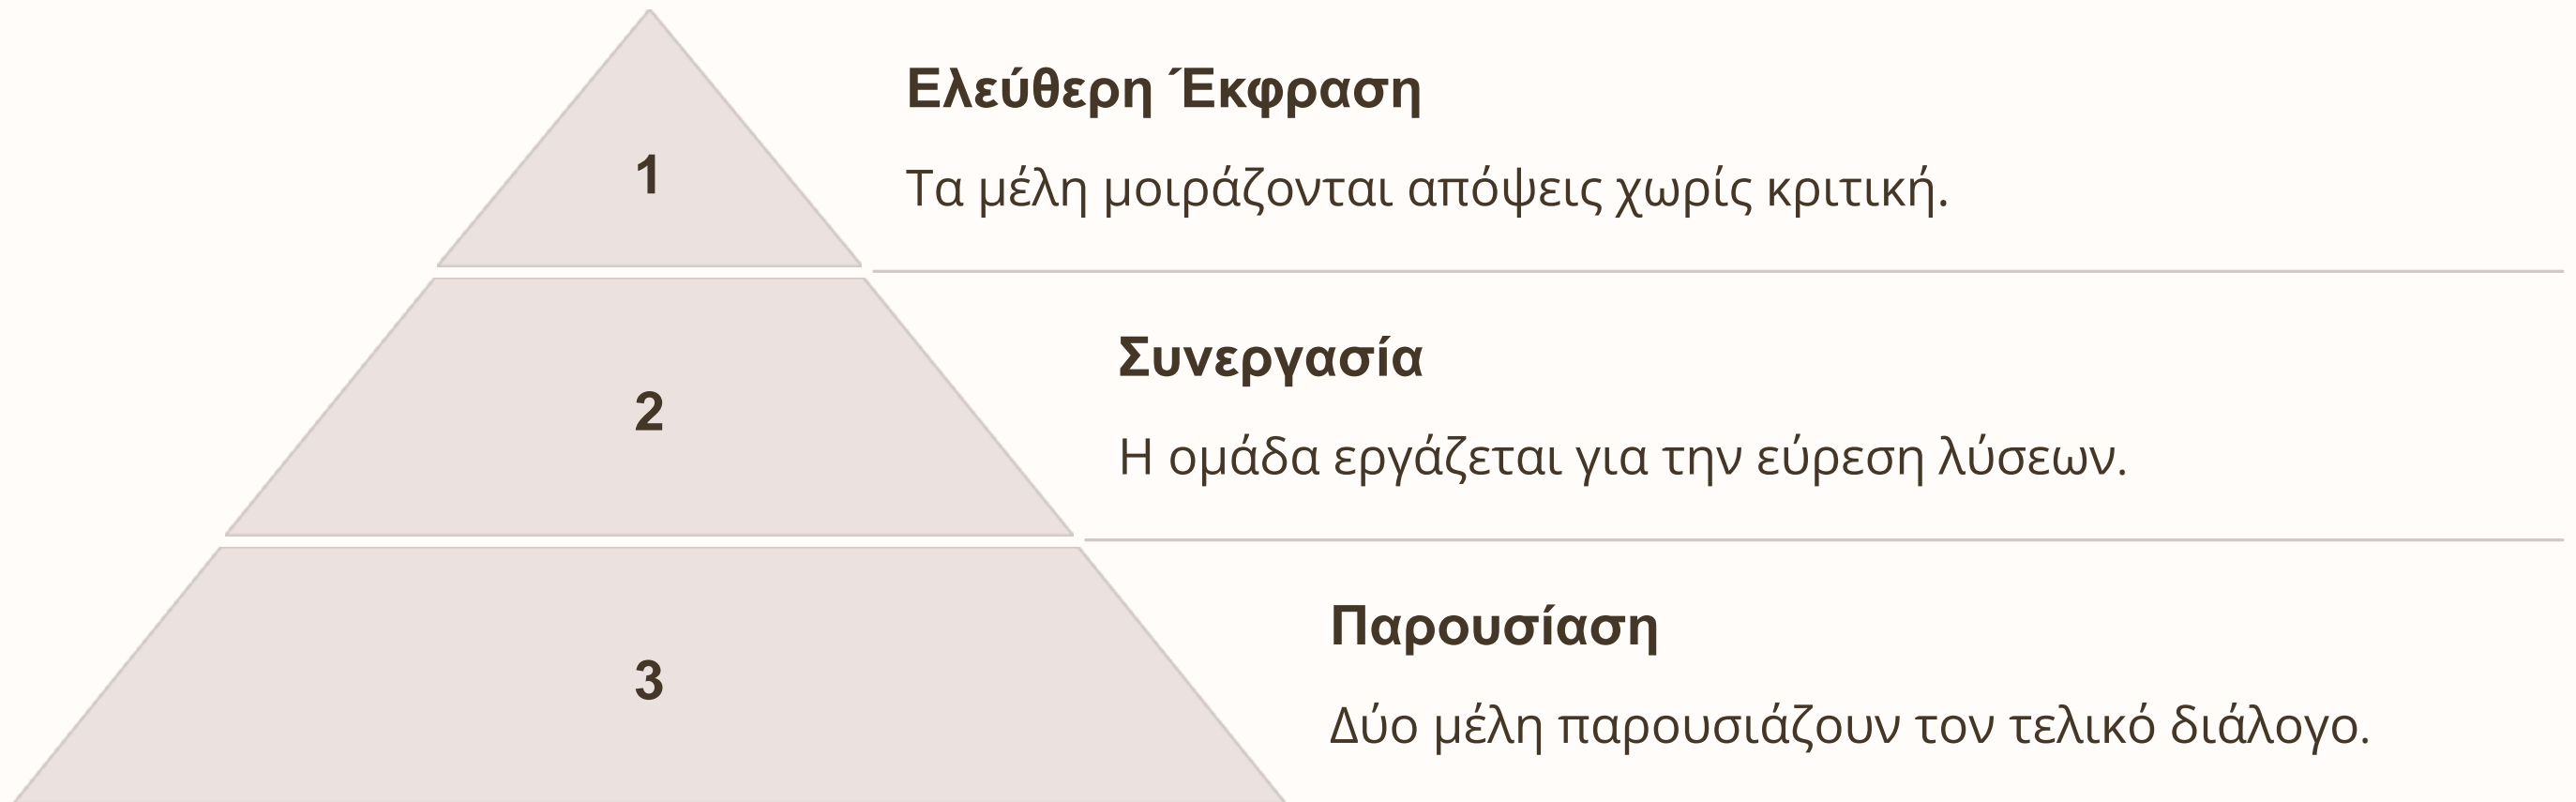 1
Ελεύθερη Έκφραση
Τα μέλη μοιράζονται απόψεις χωρίς κριτική.
2
Συνεργασία
Η ομάδα εργάζεται για την εύρεση λύσεων.
3
Παρουσίαση
Δύο μέλη παρουσιάζουν τον τελικό διάλογο.